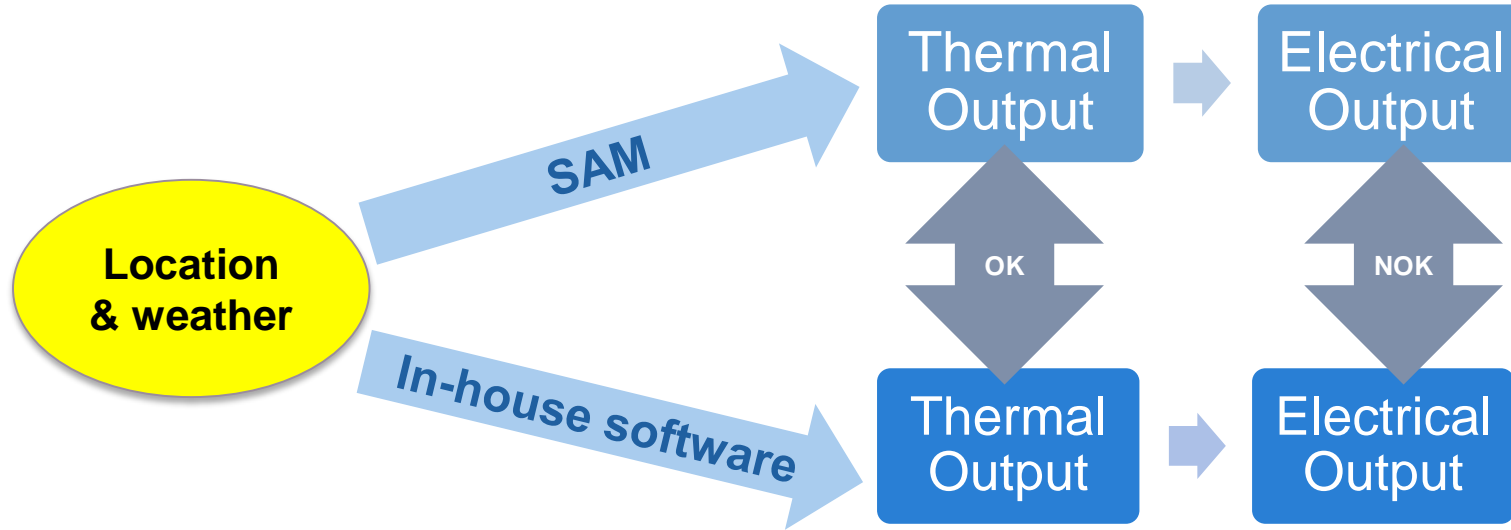 Thermal
Output
Electrical
Output
SAM
Location
& weather
OK
NOK
In-house software
Thermal
Output
Electrical
Output